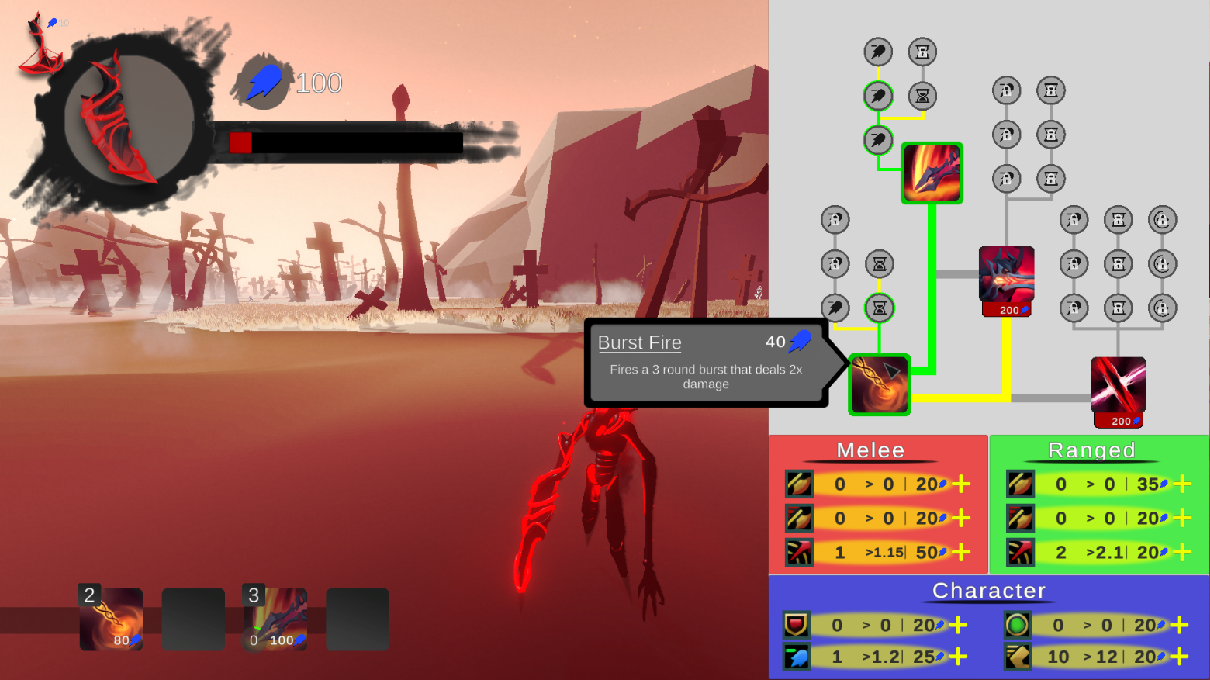 10
100
200
Burst Fire 40
Fires a 3 round burst that deals 2x
damage
200
Melee
0 > 0 | 20 +
0 > 0 | 20 +
1 >1.15| 50 +
Ranged
0 > 0 | 35 +
0 > 0 | 20 +
2 >2.1| 20 +
Character
0 > 0 | 20 +
0 > 0 | 20 +
1 >1.2| 25 +
10 >12| 20 +
2
80
3
0 100